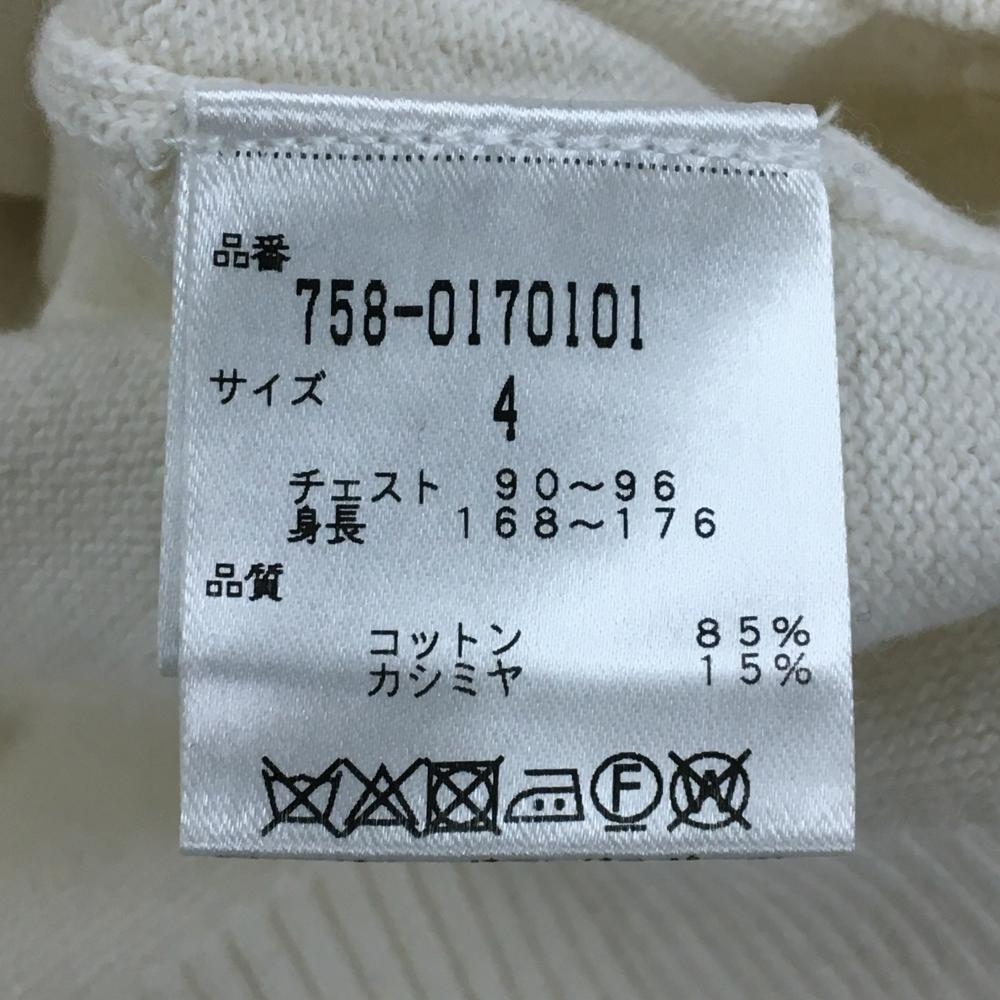 品番
758-0170101
サイズ 4
チェスト 90～96
身長 168～176
品質
コットン 85%
カシミヤ 15%
F W